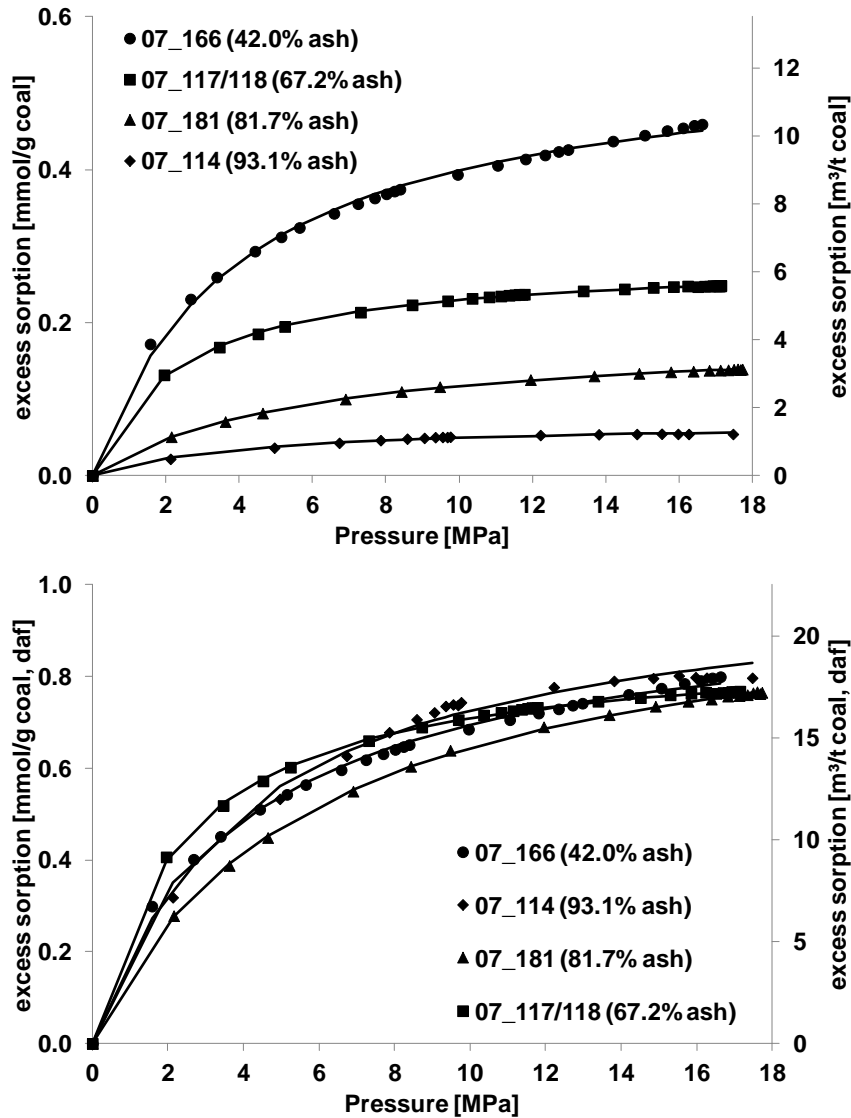 excess sorption [mmol/g coal]
0.6
0.4
0.2
0.0
07_166 (42.0% ash)
07_117/118 (67.2% ash)
07_181 (81.7% ash)
07_114 (93.1% ash)
12
10
8
6
4
2
0
excess sorption [m³/t coal]
0 2 4 6 8 10 12 14 16 18
Pressure [MPa]
excess sorption [mmol/g coal, daf]
1.0
0.8
0.6
0.4
0.2
0.0
07_166 (42.0% ash)
07_114 (93.1% ash)
07_181 (81.7% ash)
07_117/118 (67.2% ash)
20
15
10
5
0
excess sorption [m³/t coal, daf]
0 2 4 6 8 10 12 14 16 18
Pressure [MPa]